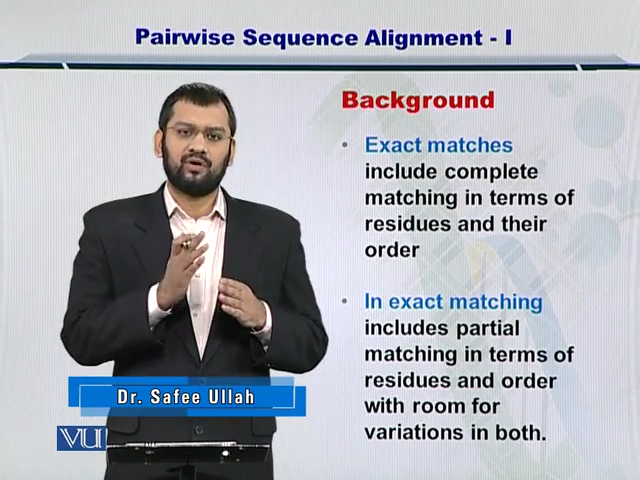 Pairwise Sequence Alignment - I
Background
• Exact matches
include complete
matching in terms of
residues and their
order
• In exact matching
includes partial
matching in terms of
residues and order
with room for
variations in both.
Dr. Safee Ullah
VU